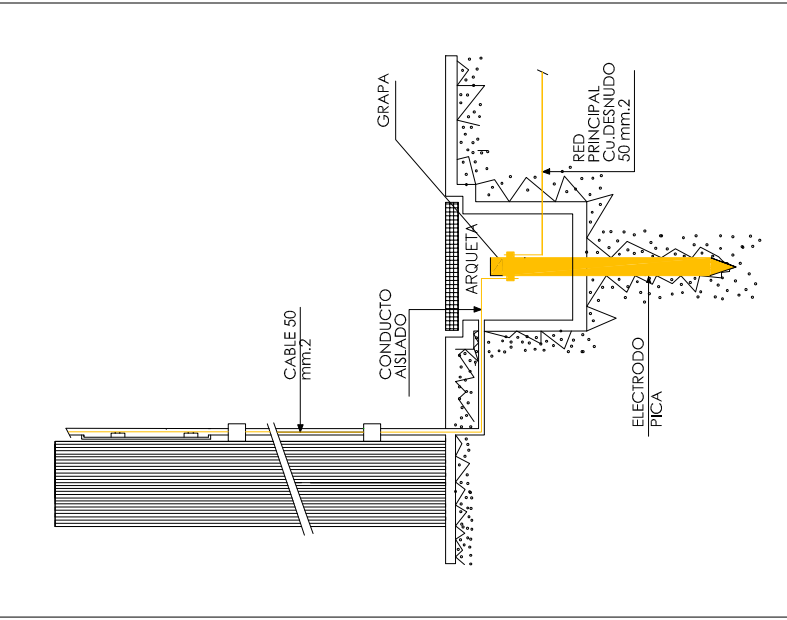 GRAPA
RED
PRINCIPAL
Cu.DESNUDO
50 mm.2
ARQUETA
CONDUCTO
AISLADO
CABLE 50
mm.2
ELECTRODO
PICA